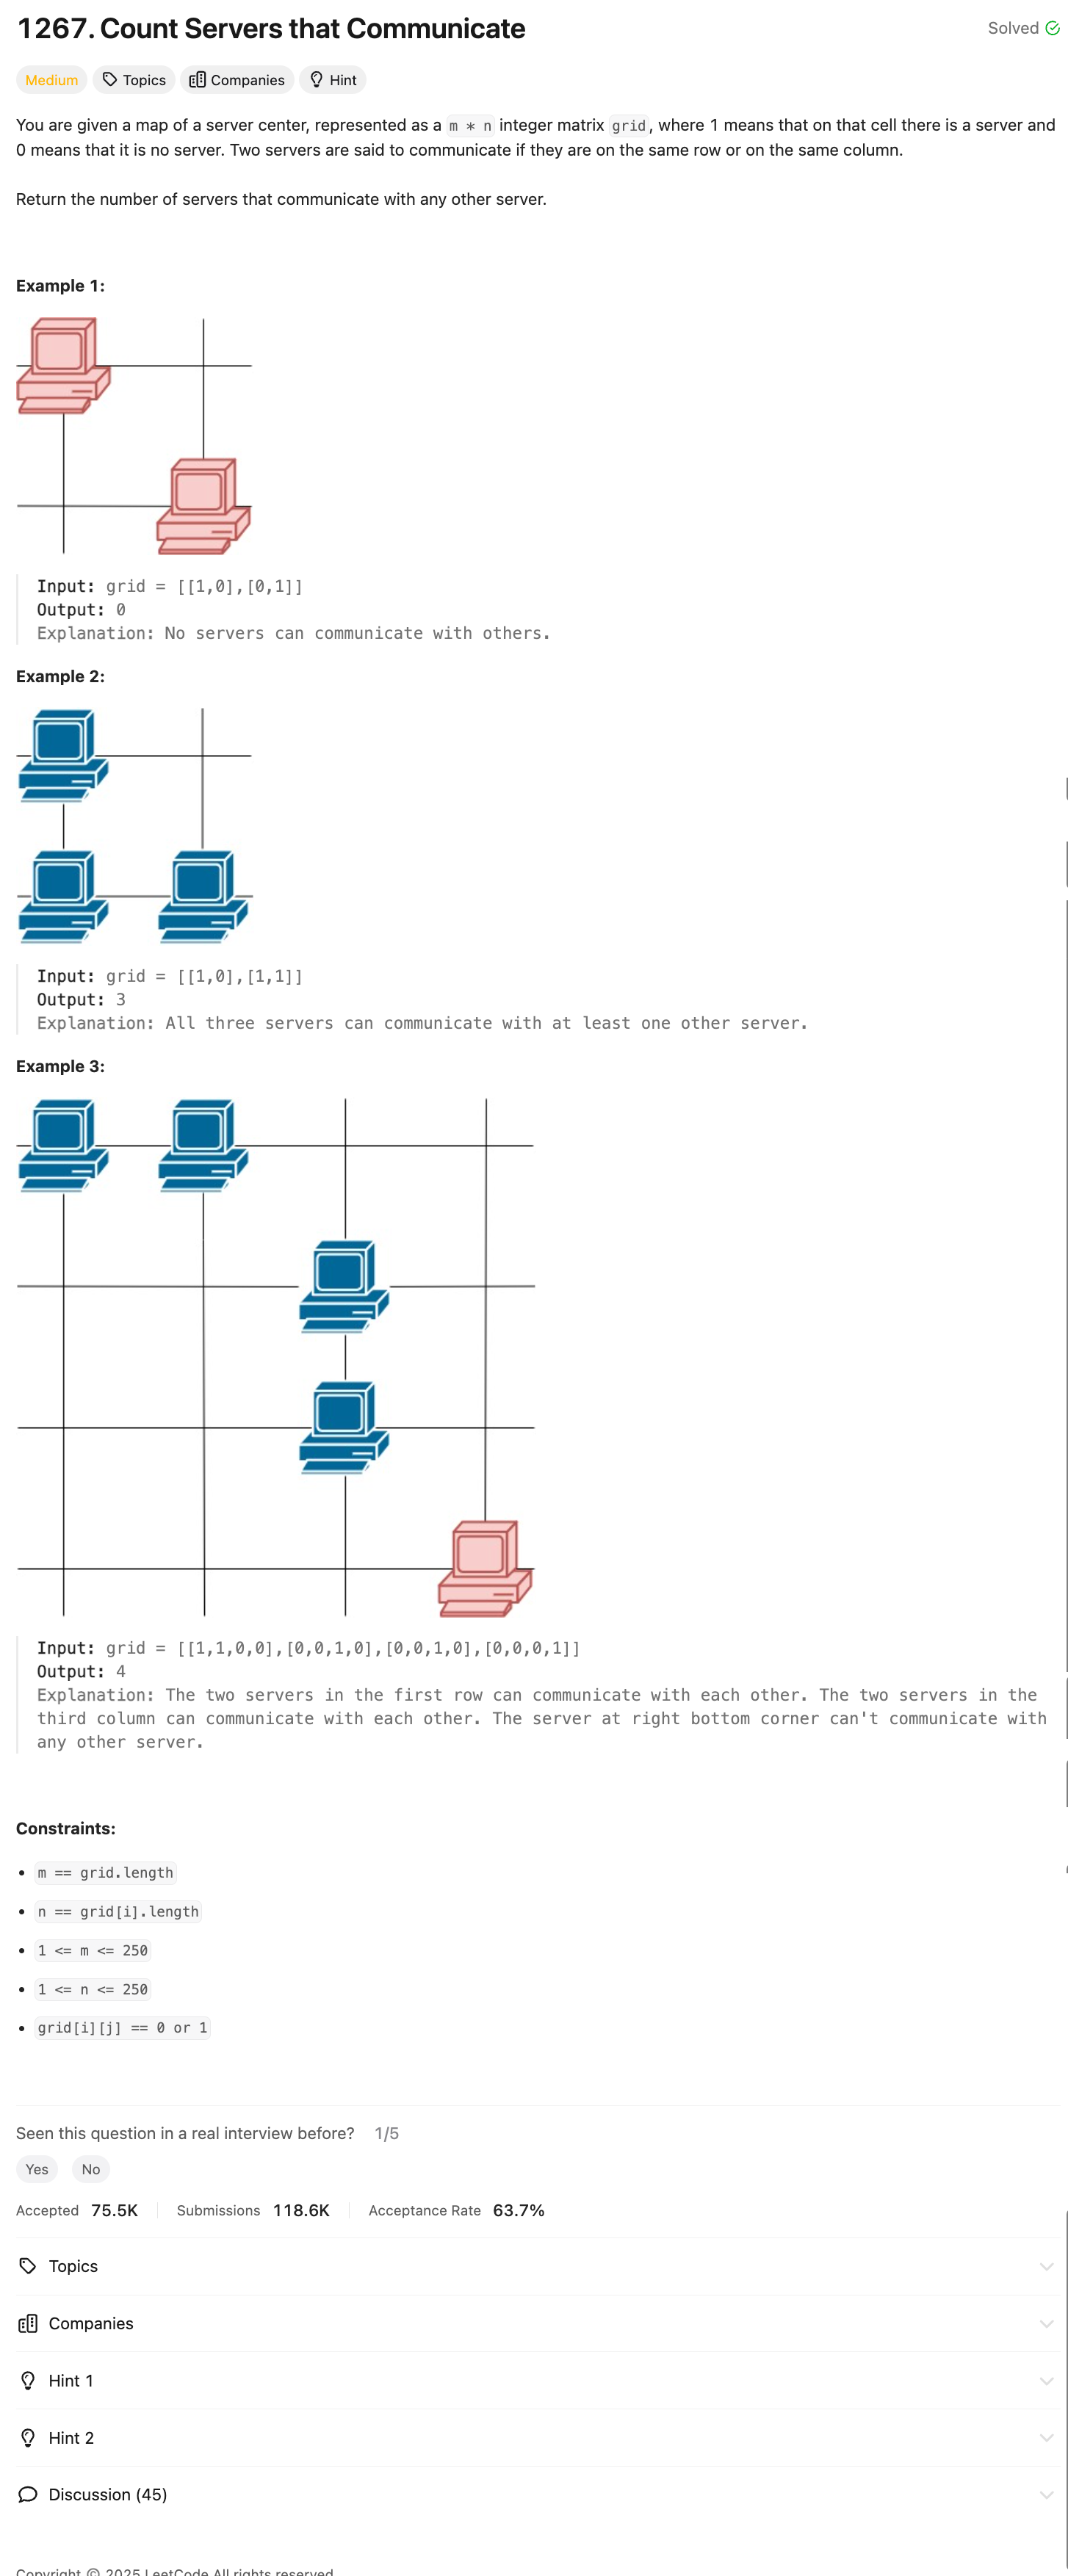 1267. Count Servers that Communicate
Solved
Medium Topics Companies Hint
You are given a map of a server center, represented as a m * n integer matrix grid, where 1 means that on that cell there is a server and
0 means that it is no server. Two servers are said to communicate if they are on the same row or on the same column.
Return the number of servers that communicate with any other server.
Example 1:
Input: grid = [[1,0],[0,1]]
Output: 0
Explanation: No servers can communicate with others.
Example 2:
Input: grid = [[1,0],[1,1]]
Output: 3
Explanation: All three servers can communicate with at least one other server.
Example 3:
Input: grid = [[1,1,0,0],[0,0,1,0],[0,0,1,0],[0,0,0,1]]
Output: 4
Explanation: The two servers in the first row can communicate with each other. The two servers in the
third column can communicate with each other. The server at right bottom corner can't communicate with
any other server.
Constraints:
• m == grid.length
• n == grid[i].length
• 1 <= m <= 250
• 1 <= n <= 250
• grid[i][j] == 0 or 1
Seen this question in a real interview before? 1/5
Yes No
Accepted 75.5K Submissions 118.6K Acceptance Rate 63.7%
Topics
Companies
Hint 1
Hint 2
Discussion (45)
Copyright © 2025 LeetCode All rights reserved